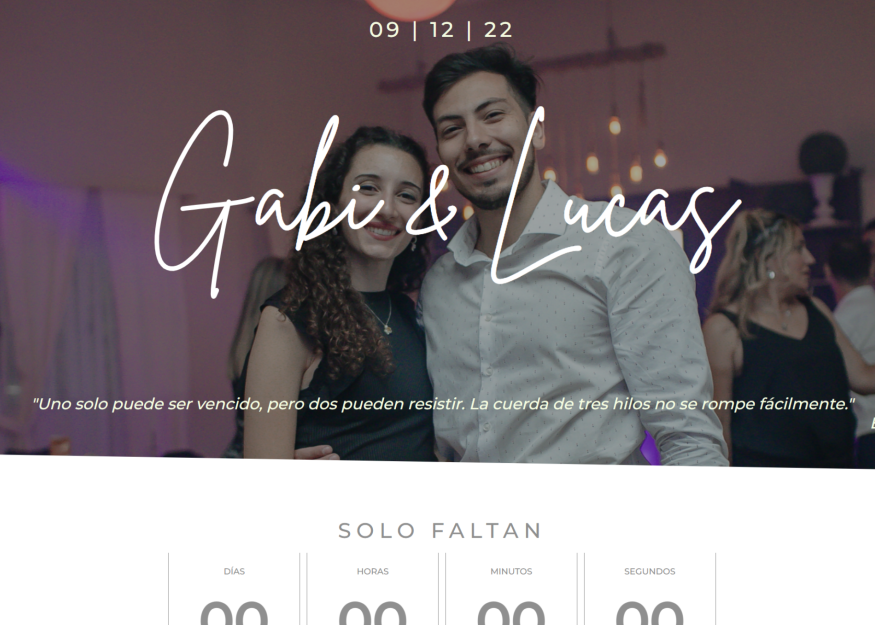 09 | 12 | 22
Gabi & Lucas
"Uno solo puede ser vencido, pero dos pueden resistir. La cuerda de tres hilos no se rompe fácilmente."
SOLO FALTAN
DÍAS HORAS MINUTOS SEGUNDOS
00 00 00 00